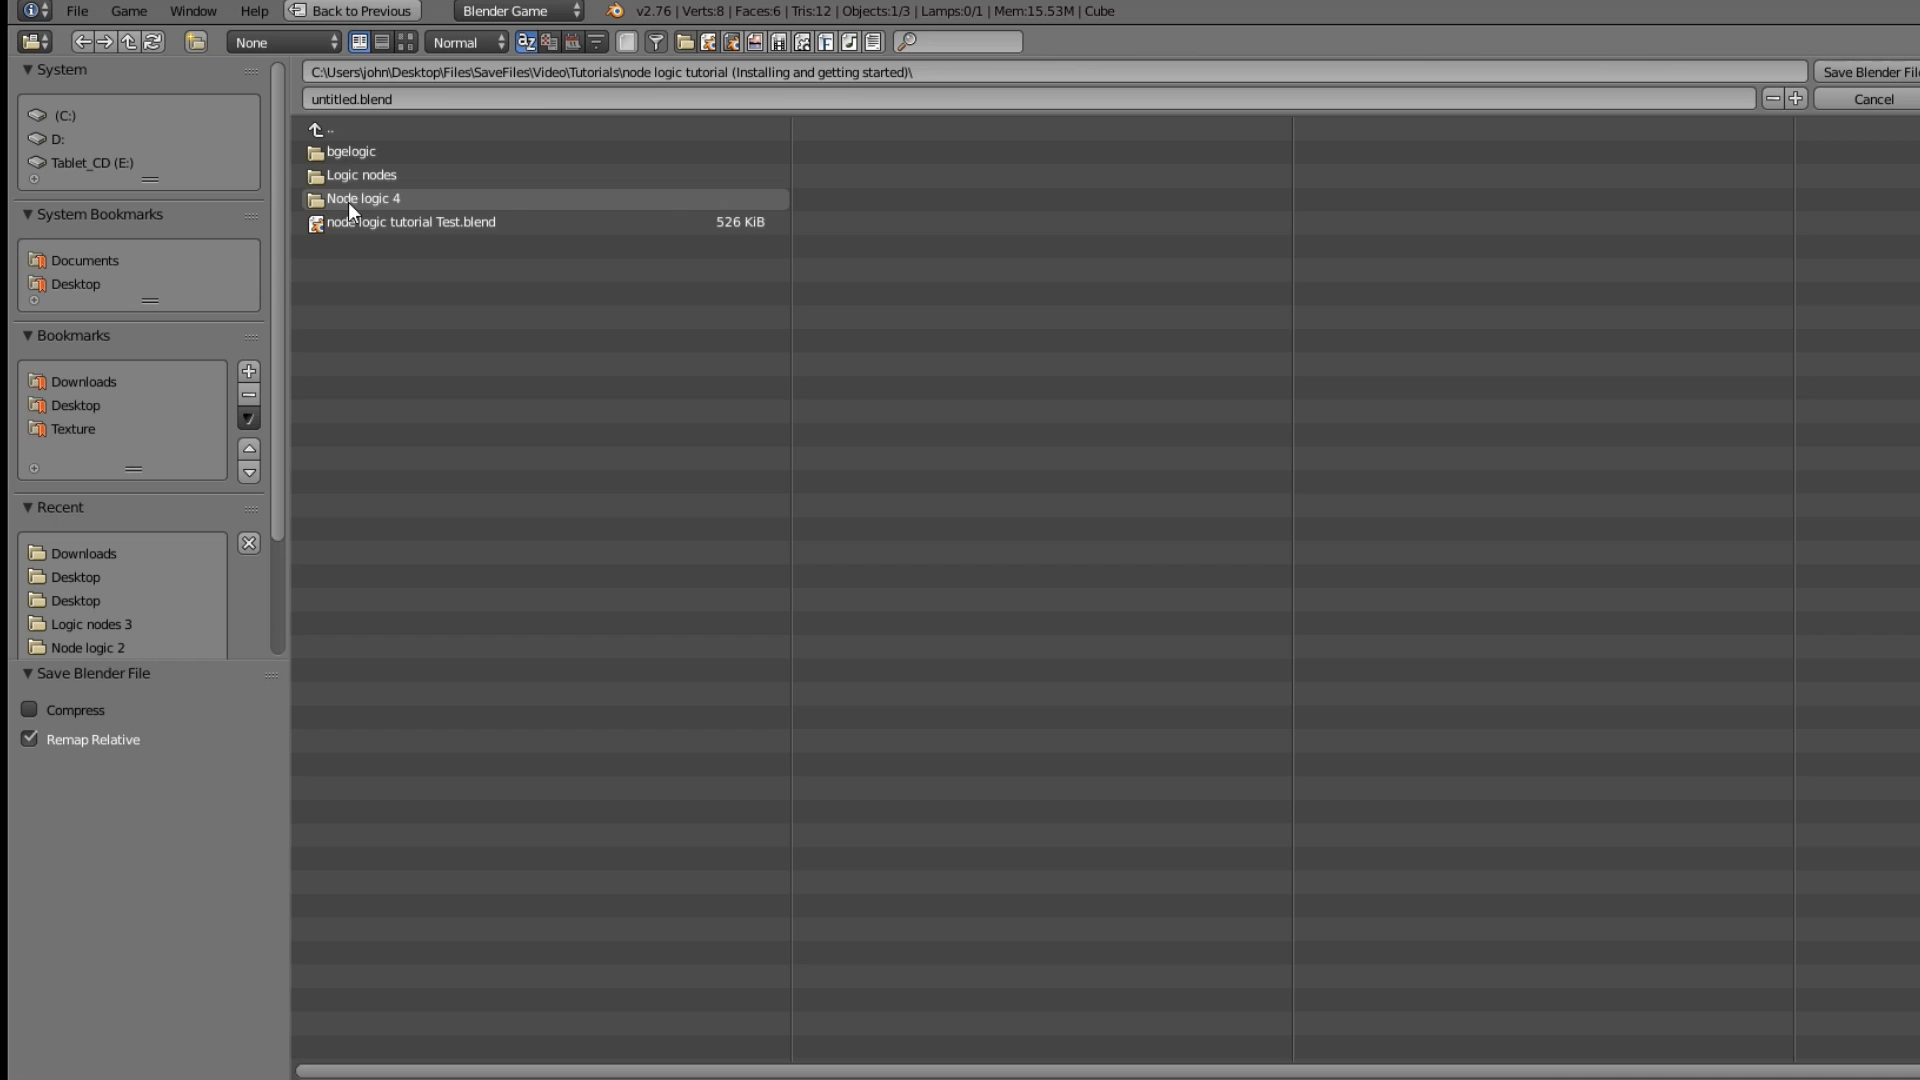 File Game Window Help Back to Previous Blender Game v2.76 | Verts:8 | Faces:6 | Tris:12 | Objects:1/3 | Lamps:0/1 | Mem:15.53M | Cube
None Normal
System
(C:)
D:
Tablet_CD (E:)
System Bookmarks
Documents
Desktop
Bookmarks
Downloads
Desktop
Texture
Recent
Downloads
Desktop
Desktop
Logic nodes 3
Node logic 2
Save Blender File
Compress
Remap Relative
C:\Users\john\Desktop\Files\SaveFiles\Video\Tutorials\node logic tutorial (Installing and getting started)\
Save Blender File
untitled.blend
Cancel
..
bgelogic
Logic nodes
Node logic 4
node logic tutorial Test.blend 526 KiB